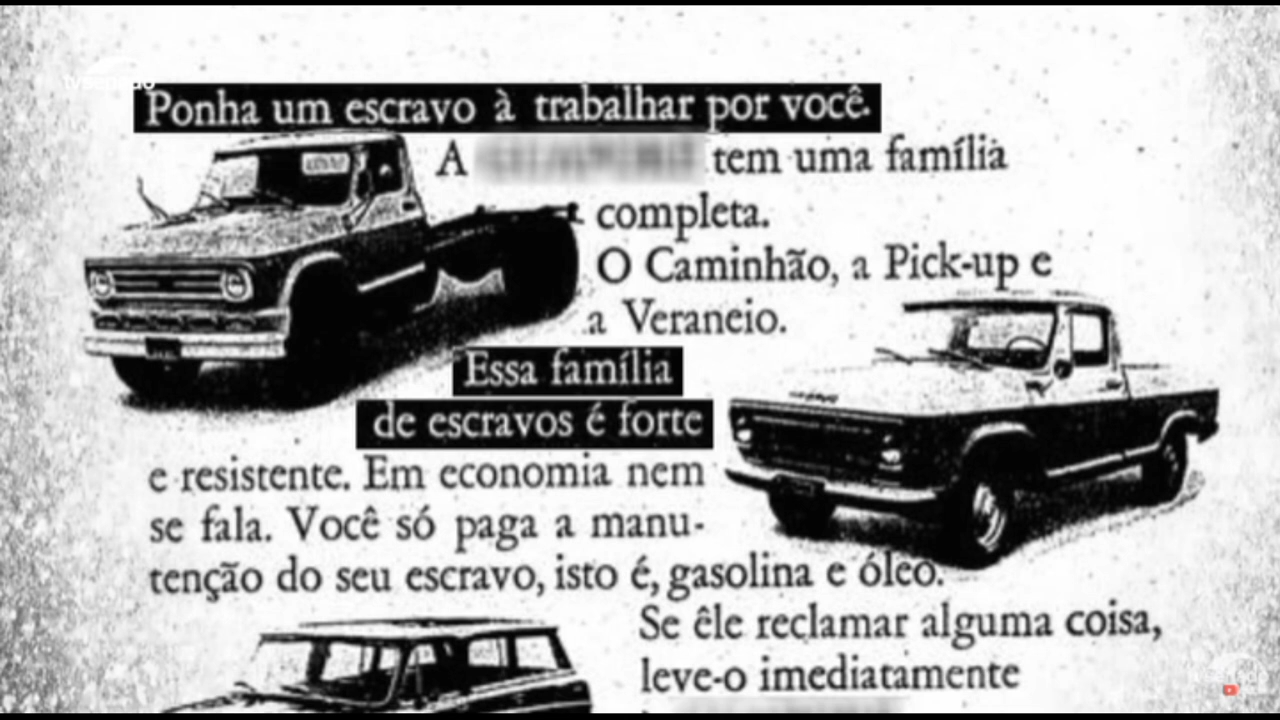 tvsenado
Ponha um escravo à trabalhar por você.
A tem uma família
completa.
O Caminhão, a Pick-up e
a Veraneio.
Essa família
de escravos é forte
e resistente. Em economia nem
se fala. Você só paga a manu-
tenção do seu escravo, isto é, gasolina e óleo.
Se êle reclamar alguma coisa,
leve-o imediatamente